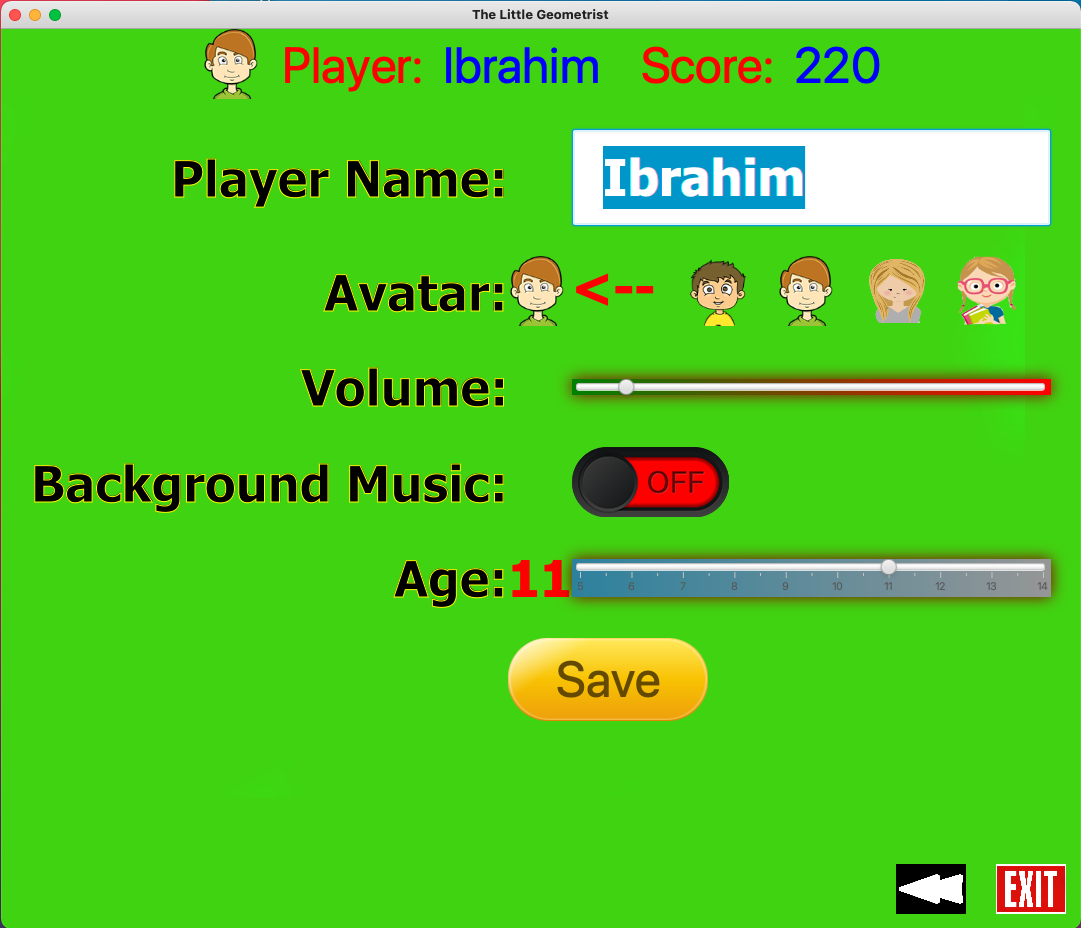 The Little Geometrist
Player: Ibrahim Score: 220
Player Name: Ibrahim
Avatar: <--
Volume:
Background Music: OFF
Age: 11
5 6 7 8 9 10 11 12 13 14
Save
EXIT